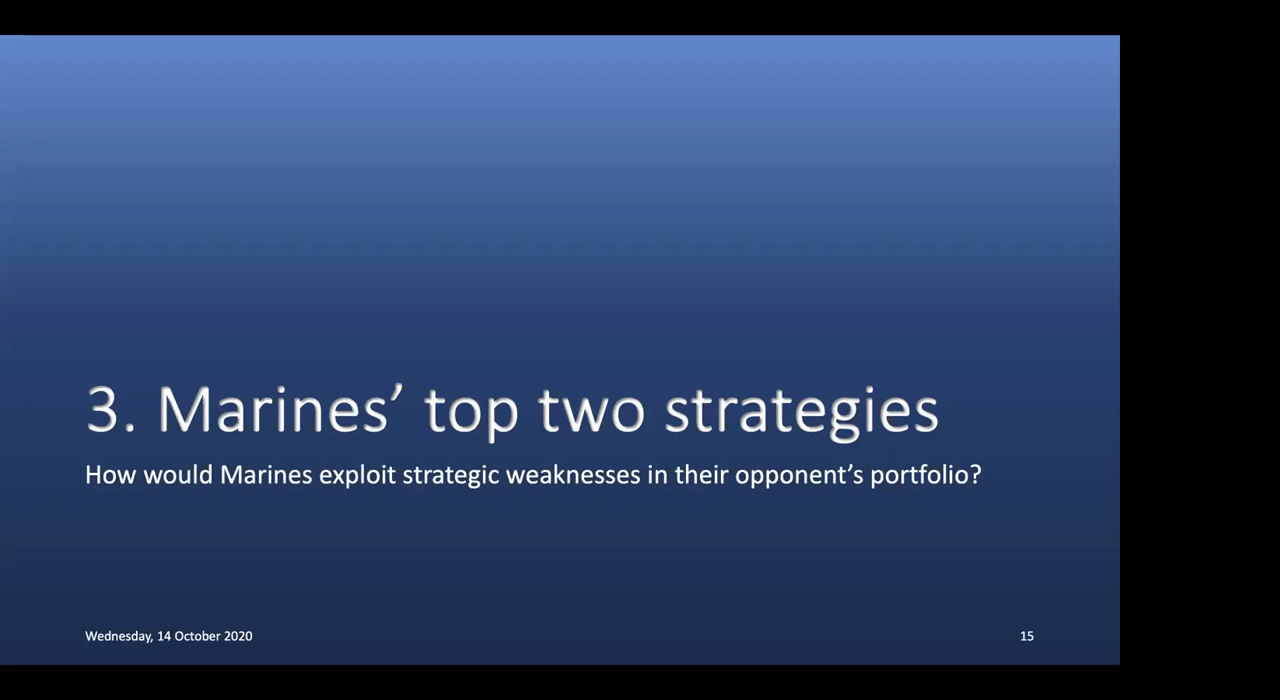 3. Marines’ top two strategies
How would Marines exploit strategic weaknesses in their opponent’s portfolio?
Wednesday, 14 October 2020
15